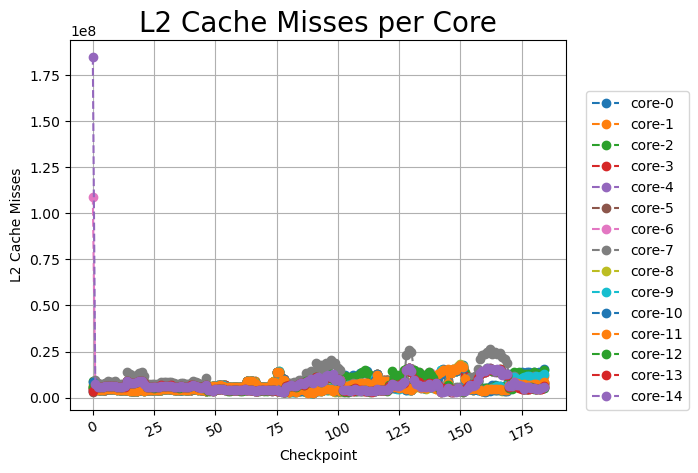 L2 Cache Misses per Core
1e8
1.75
1.50
1.25
1.00
0.75
0.50
0.25
0.00
L2 Cache Misses
0
25
50
75
100
125
150
175
Checkpoint
core-0
core-1
core-2
core-3
core-4
core-5
core-6
core-7
core-8
core-9
core-10
core-11
core-12
core-13
core-14